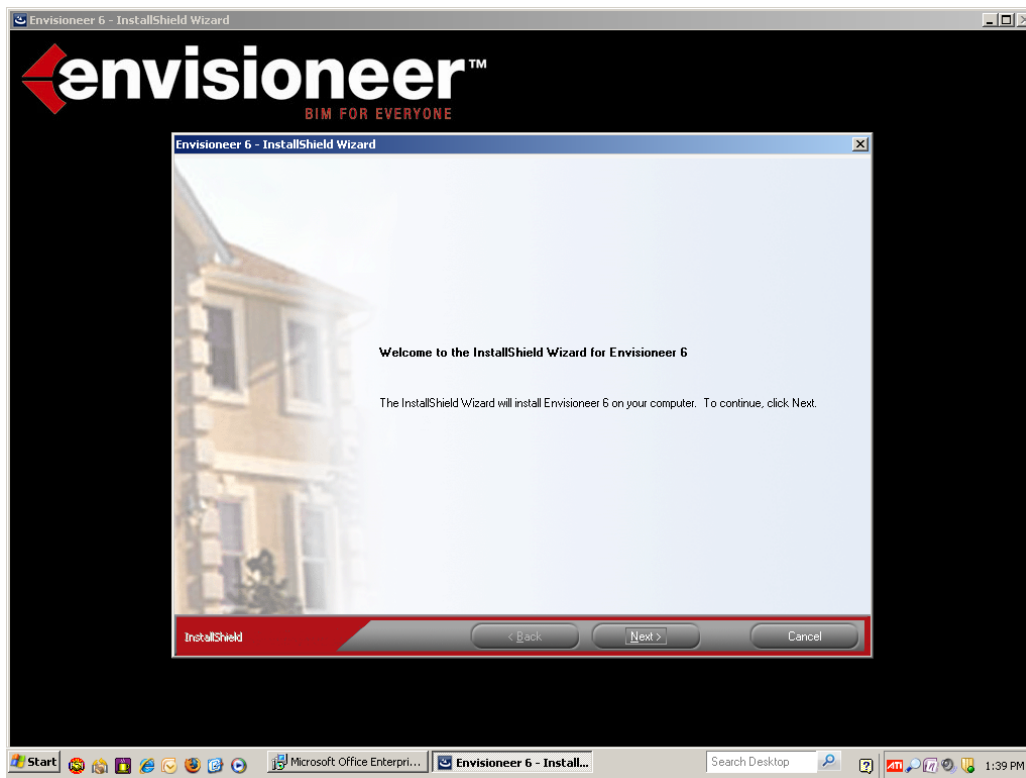 Envisioneer 6 - InstallShield Wizard
envisioneer™
BIM FOR EVERYONE
Envisioneer 6 - InstallShield Wizard
Welcome to the InstallShield Wizard for Envisioneer 6
The InstallShield Wizard will install Envisioneer 6 on your computer. To continue, click Next.
InstallShield
< Back
Next >
Cancel
Start
Microsoft Office Enterpri...
Envisioneer 6 - Install...
Search Desktop
ATI
1:39 PM